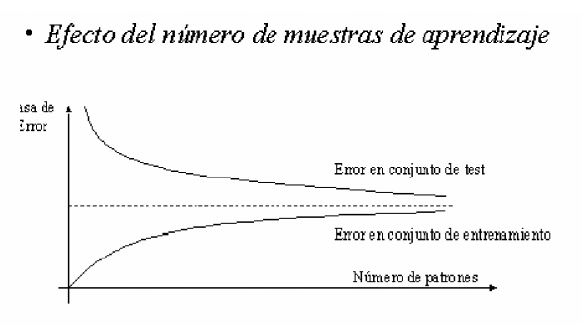 • Efecto del número de muestras de aprendizaje
asa de
Error
Error en conjunto de test
Error en conjunto de entrenamiento
Número de patrones